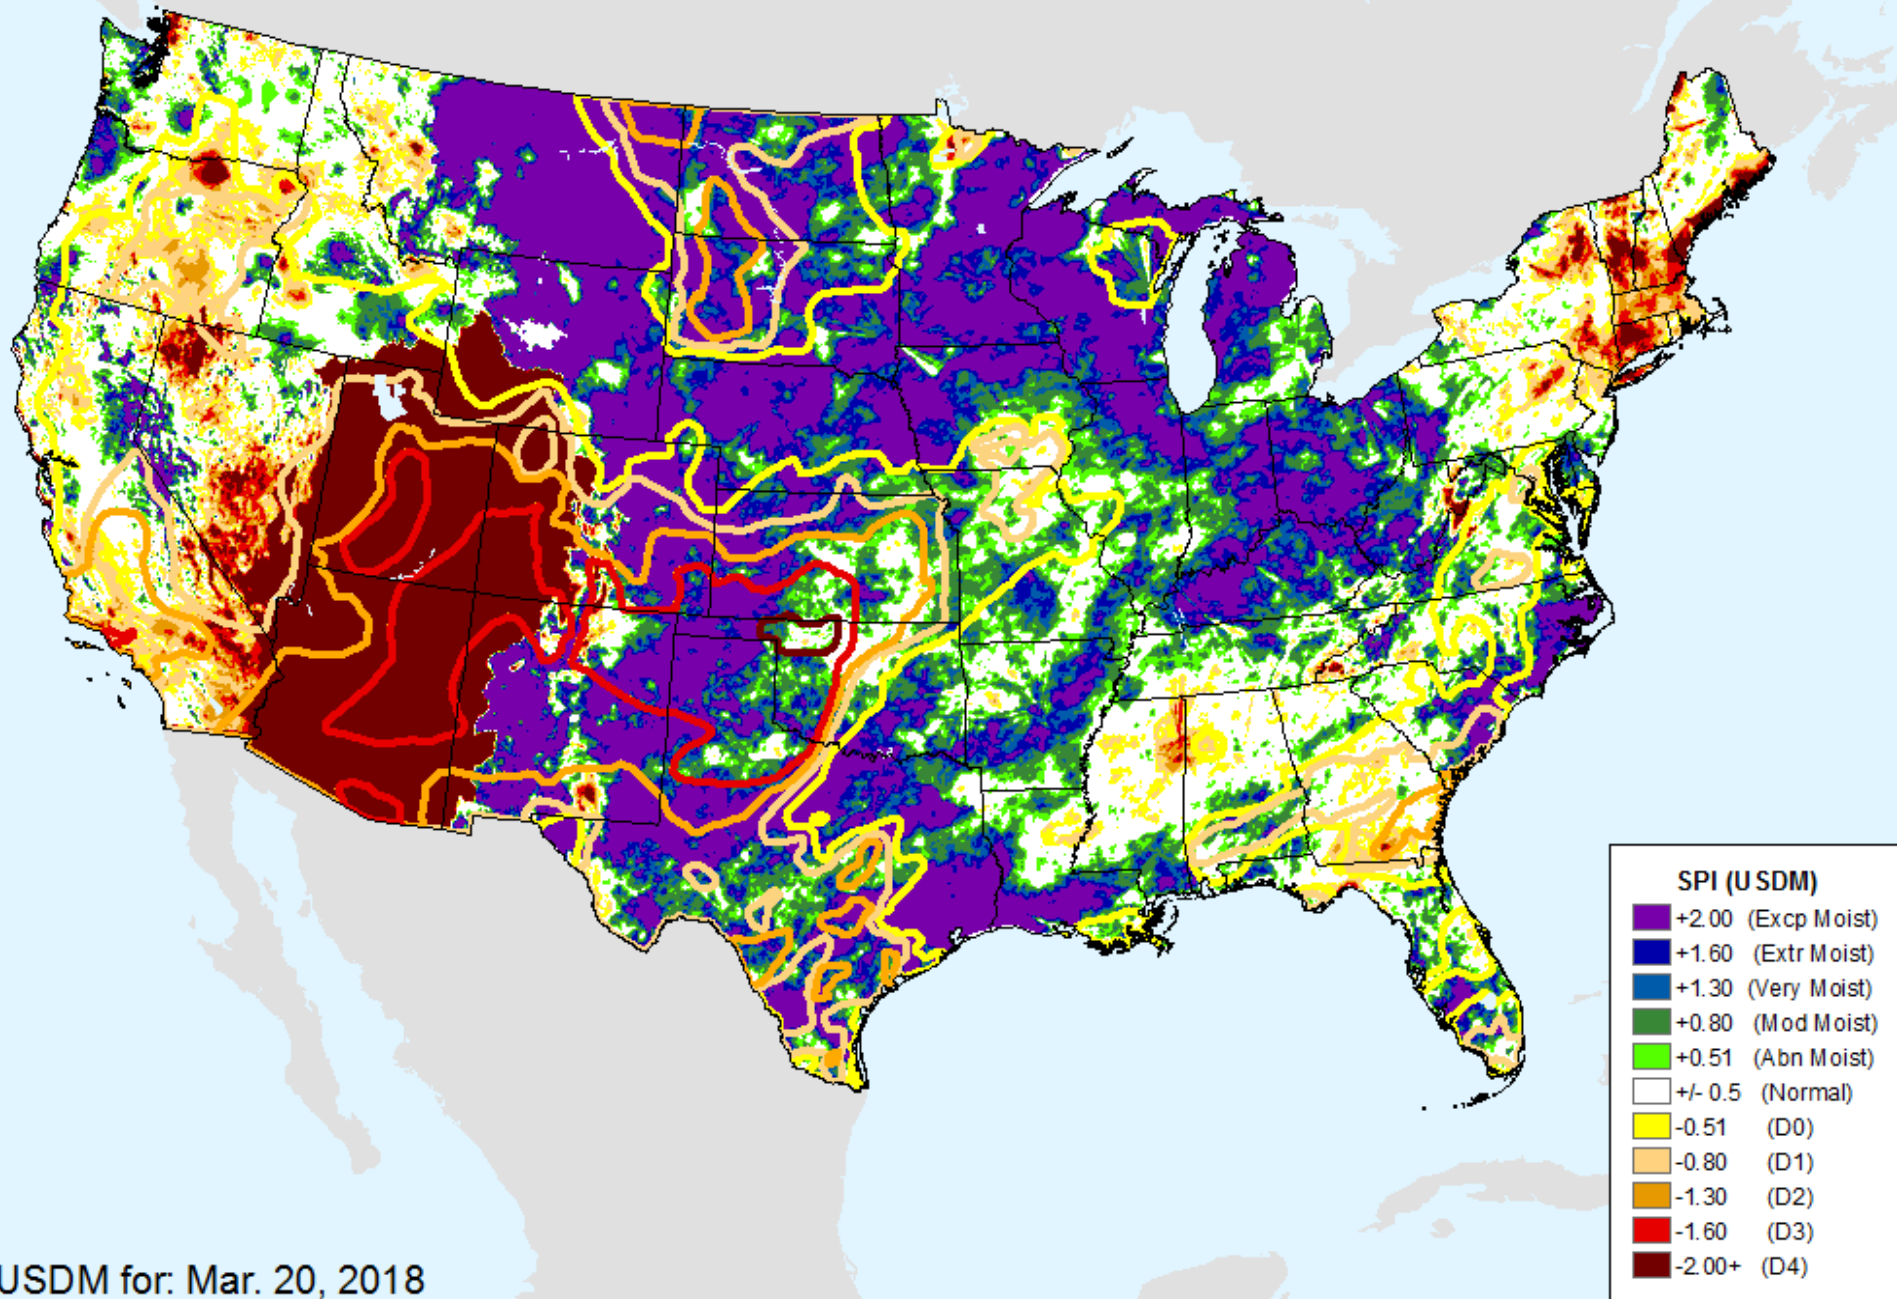 SPI (USDM)
+2.00 (Excp Moist)
+1.60 (Extr Moist)
+1.30 (Very Moist)
+0.80 (Mod Moist)
+0.51 (Abn Moist)
+/- 0.5 (Normal)
-0.51 (D0)
-0.80 (D1)
-1.30 (D2)
-1.60 (D3)
-2.00+ (D4)
USDM for: Mar. 20, 2018